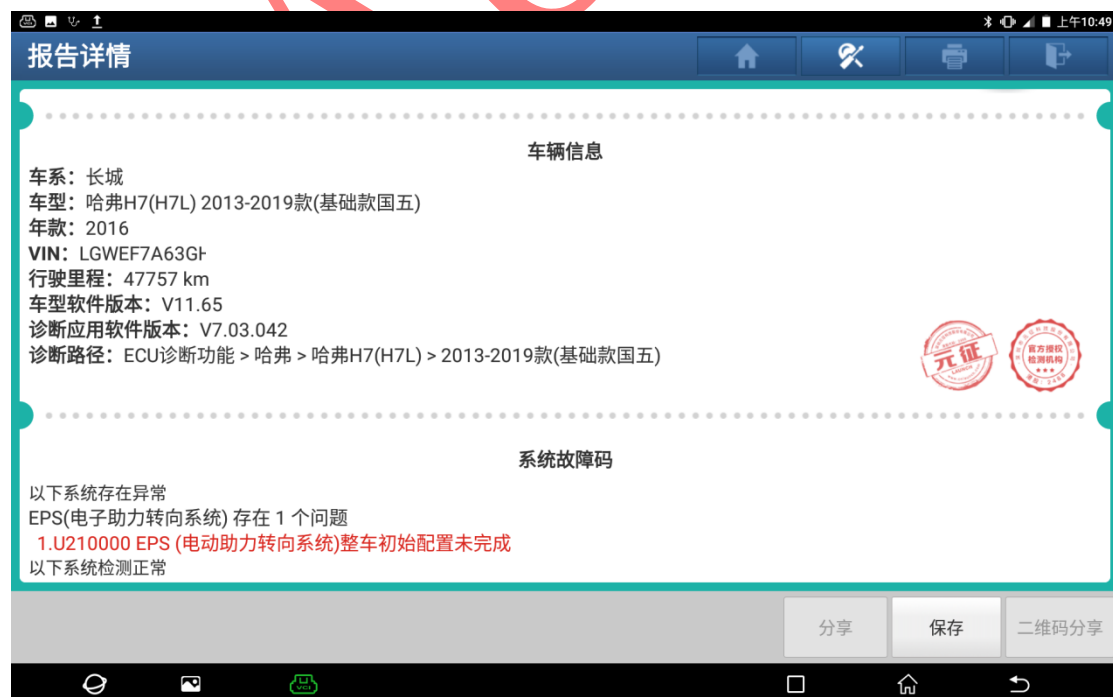 上午10:49
报告详情
车辆信息
车系：长城
车型：哈弗H7(H7L) 2013-2019款(基础款国五)
年款：2016
VIN：LGWEF7A63G
行驶里程：47757 km
车型软件版本：V11.65
诊断应用软件版本：V7.03.042
诊断路径：ECU诊断功能 > 哈弗 > 哈弗H7(H7L) > 2013-2019款(基础款国五)
元征
LAUNCH
官方授权
检测机构
系统故障码
以下系统存在异常
EPS(电子助力转向系统) 存在 1 个问题
1.U210000 EPS (电动助力转向系统)整车初始配置未完成
以下系统检测正常
分享
保存
二维码分享
VCI